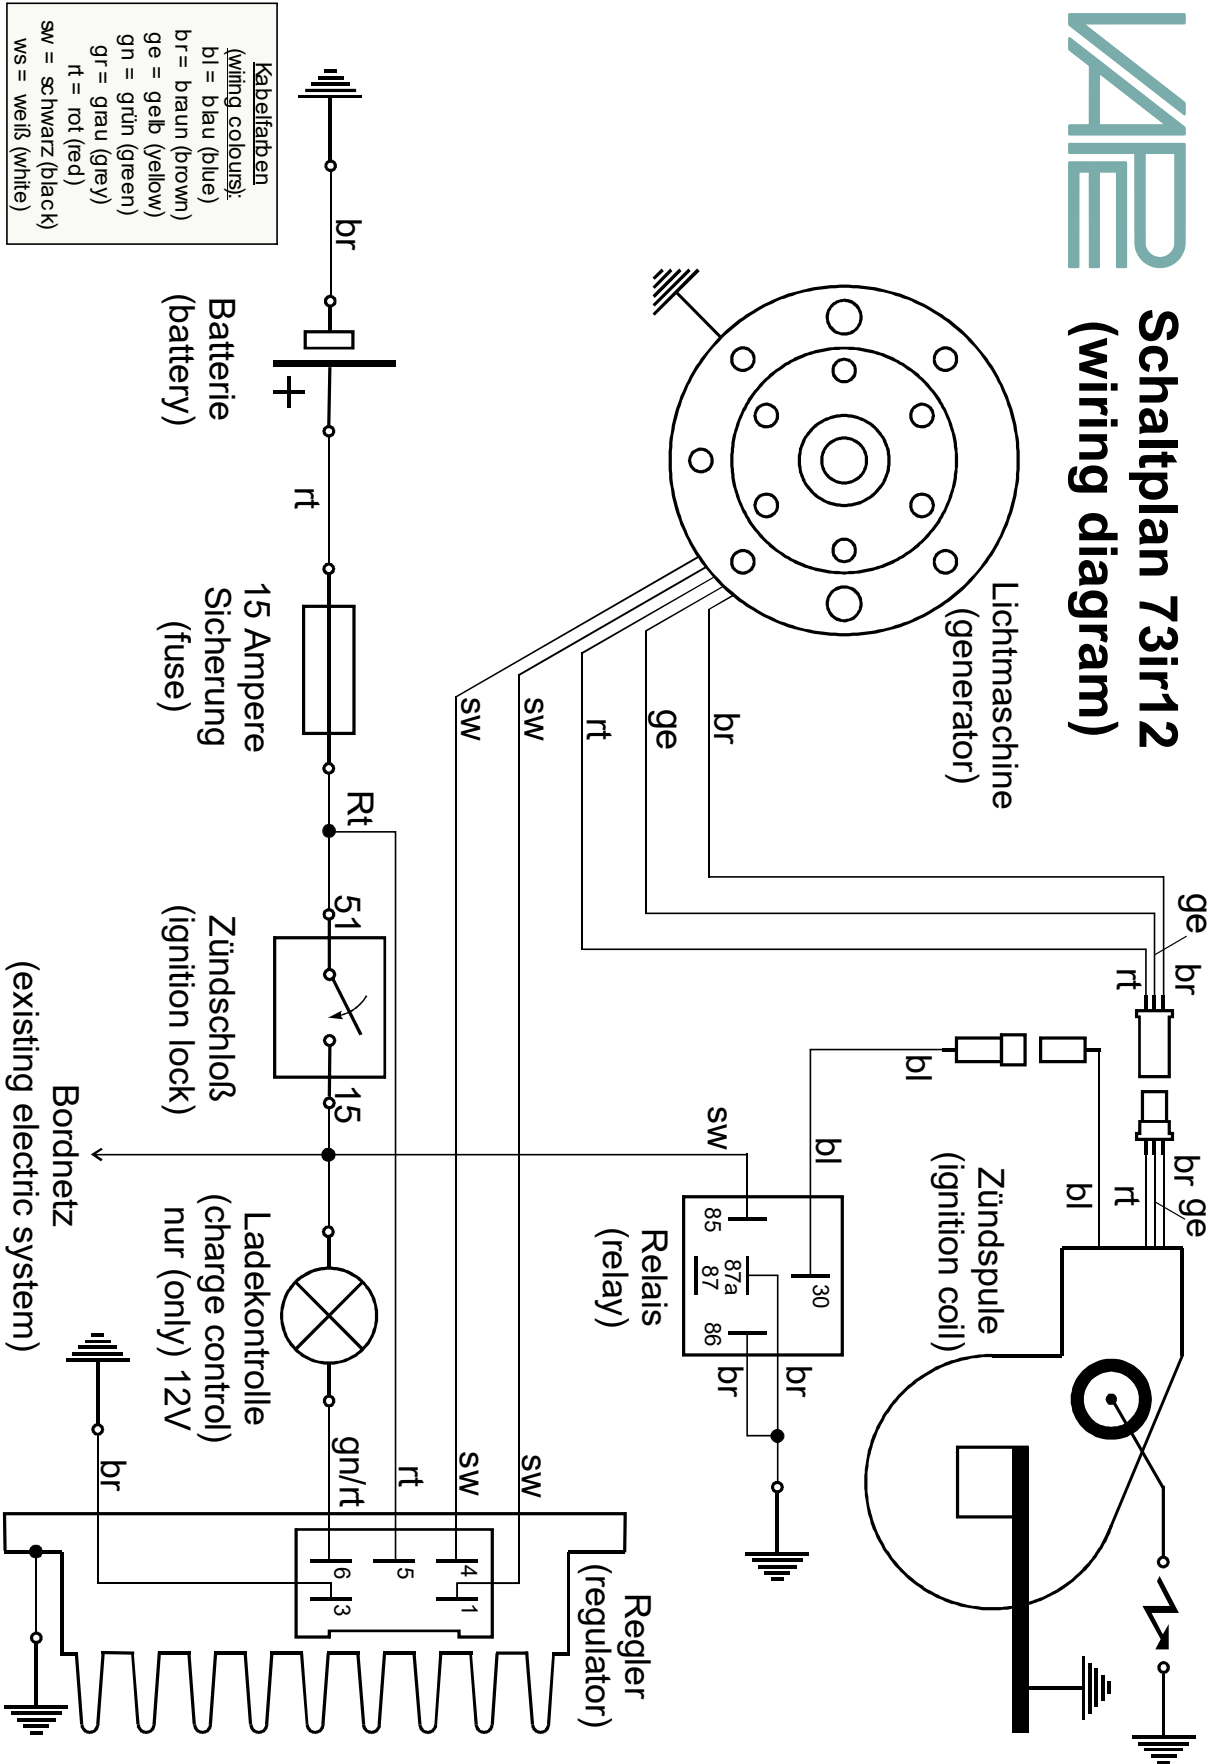 VAPE
Schaltplan 73ir12
(wiring diagram)
Lichtmaschine
(generator)
br
ge
rt
sw
sw
ge
br
rt
br ge
rt
bl
bl
bl
Zündspule
(ignition coil)
sw
85
87a
87
86
30
Relais
(relay)
br
br
Kabelfarben
(wiring colours):
bl = blau (blue)
br = braun (brown)
ge = gelb (yellow)
gn = grün (green)
gr = grau (grey)
rt = rot (red)
sw = schwarz (black)
ws = weiß (white)
br
Batterie
(battery)
+
rt
15 Ampere
Sicherung
(fuse)
Rt
51
15
Zündschloß
(ignition lock)
Bordnetz
(existing electric system)
Ladekontrolle
(charge control)
nur (only) 12V
gn/rt
rt
sw
sw
br
4
1
5
6
3
Regler
(regulator)